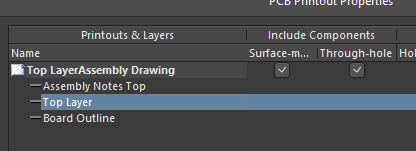 PCB Printout Properties
Printouts & Layers Include Components
Name Surface-m... Through-hole Hol
Top LayerAssembly Drawing
Assembly Notes Top
Top Layer
Board Outline